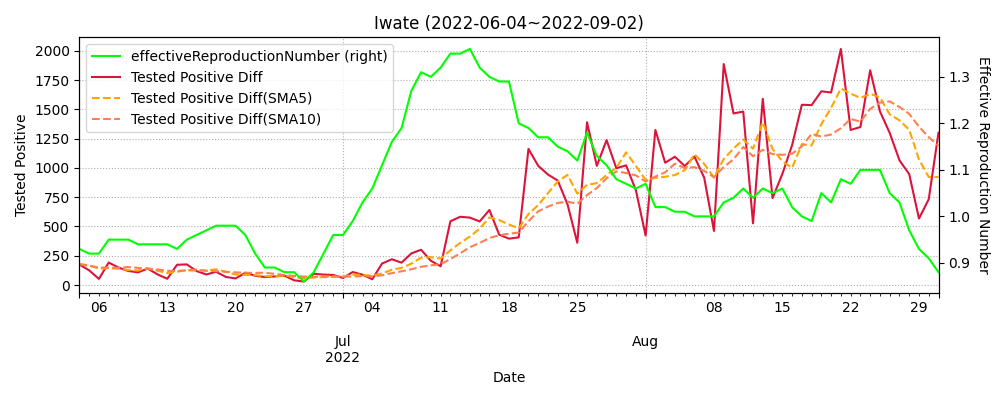 Iwate (2022-06-04~2022-09-02)
effectiveReproductionNumber (right)
Tested Positive Diff
Tested Positive Diff(SMA5)
Tested Positive Diff(SMA10)
Tested Positive
2000
1750
1500
1250
1000
750
500
250
0
1.3
1.2
1.1
1.0
0.9
Effective Reproduction Number
06 13 20 27 04 11 18 25 08 15 22 29
Jul Aug
2022
Date